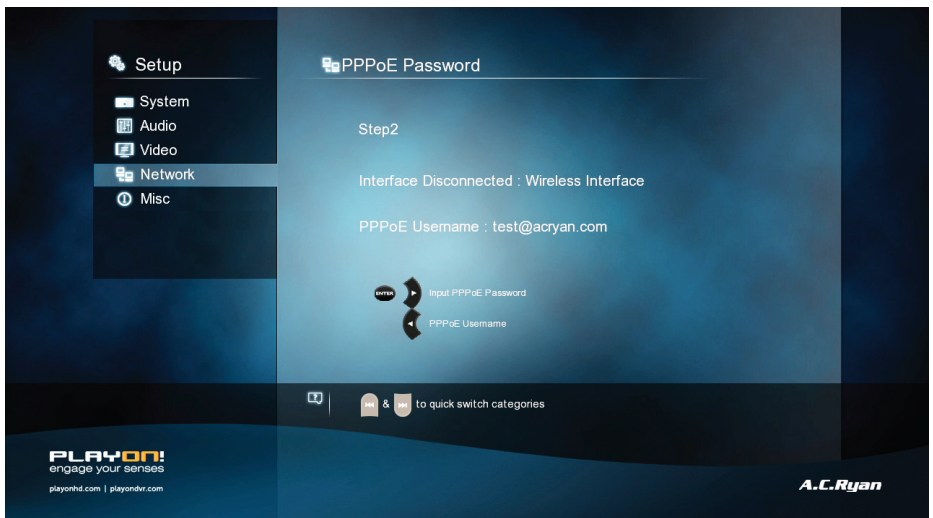 Setup
System
Audio
Video
Network
Misc
PPPoE Password
Step2
Interface Disconnected : Wireless Interface
PPPoE Username : test@acryan.com
ENTER Input PPPoE Password
PPPoE Username
& to quick switch categories
PLAYON!
engage your senses
playonhd.com | playondvr.com
A.C.Ryan